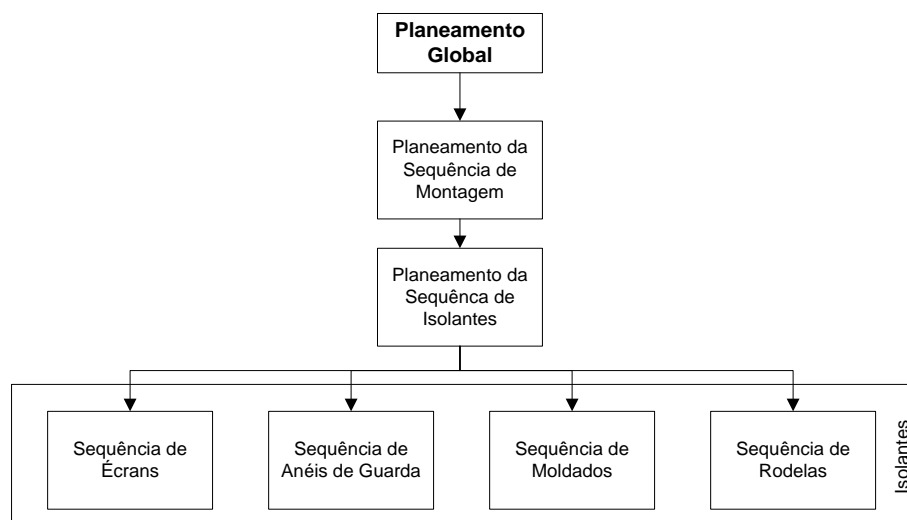 Planeamento
Global
Planeamento da
Sequência de
Montagem
Planeamento da
Sequênca de
Isolantes
Sequência de
Écrans
Sequência de
Anéis de Guarda
Sequência de
Moldados
Sequência de
Rodelas
Isolantes